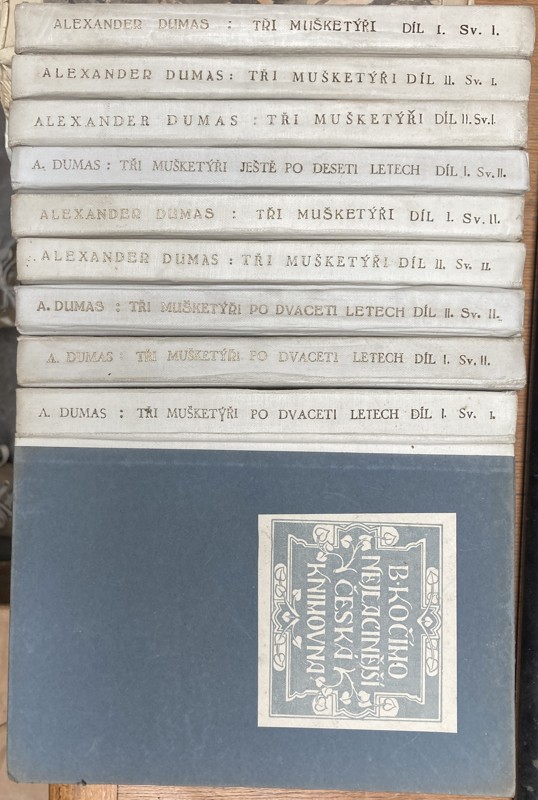 ALEXANDER DUMAS : TŘI MUŠKETÝŘI DÍL I. Sv. I.
ALEXANDER DUMAS : TŘI MUŠKETÝŘI DÍL II. Sv. I.
ALEXANDER DUMAS : TŘI MUŠKETÝŘI DÍL II. Sv. I.
A. DUMAS : TŘI MUŠKETÝŘI JEŠTĚ PO DESETI LETECH DÍL I. Sv. II.
ALEXANDER DUMAS : TŘI MUŠKETÝŘI DÍL I. Sv. II.
ALEXANDER DUMAS : TŘI MUŠKETÝŘI DÍL II. Sv. II.
A. DUMAS : TŘI MUŠKETÝŘI PO DVACETI LETECH DÍL II. Sv. II.
A. DUMAS : TŘI MUŠKETÝŘI PO DVACETI LETECH DÍL I. Sv. II.
A. DUMAS : TŘI MUŠKETÝŘI PO DVACETI LETECH DÍL I. Sv. I.
B. KOČÍHO
NEJLACINĚJŠÍ
ČESKÁ
KNIHOVNA